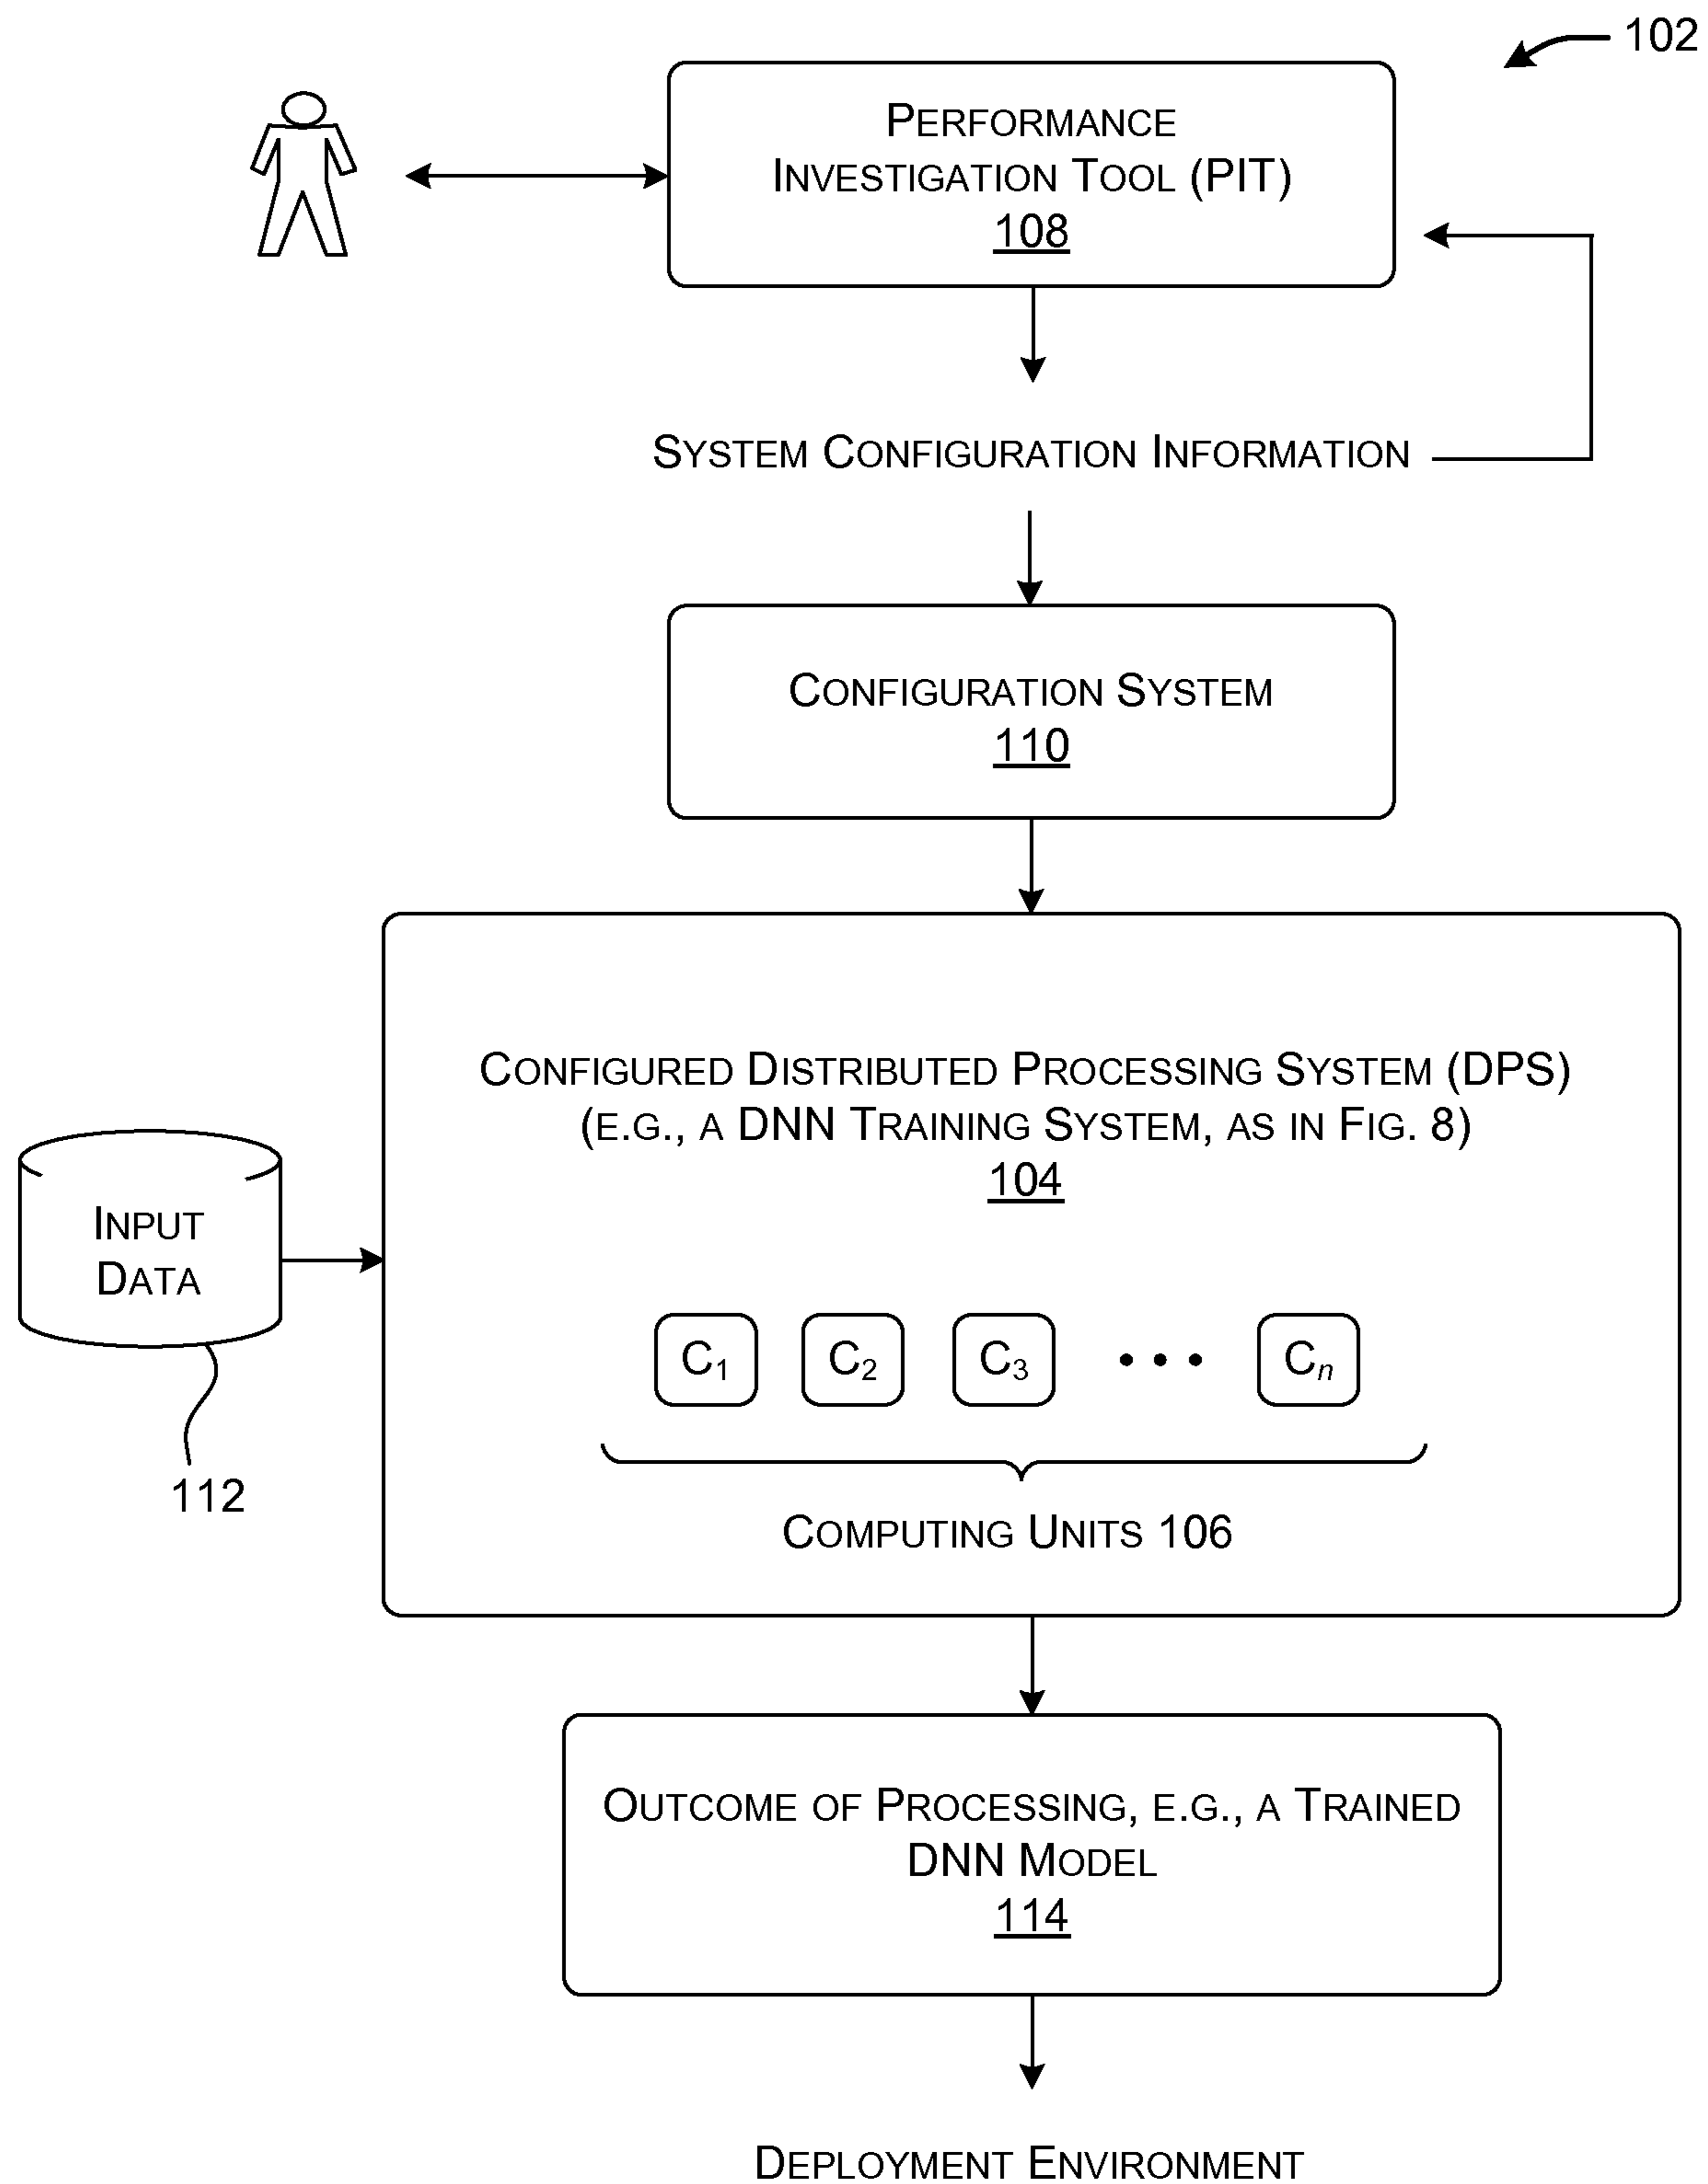 102
PERFORMANCE
INVESTIGATION TOOL (PIT)
108
SYSTEM CONFIGURATION INFORMATION
CONFIGURATION SYSTEM
110
CONFIGURED DISTRIBUTED PROCESSING SYSTEM (DPS)
(E.G., A DNN TRAINING SYSTEM, AS IN FIG. 8)
104
INPUT
DATA
112
C1 C2 C3 • • • Cn
COMPUTING UNITS 106
OUTCOME OF PROCESSING, E.G., A TRAINED
DNN MODEL
114
DEPLOYMENT ENVIRONMENT